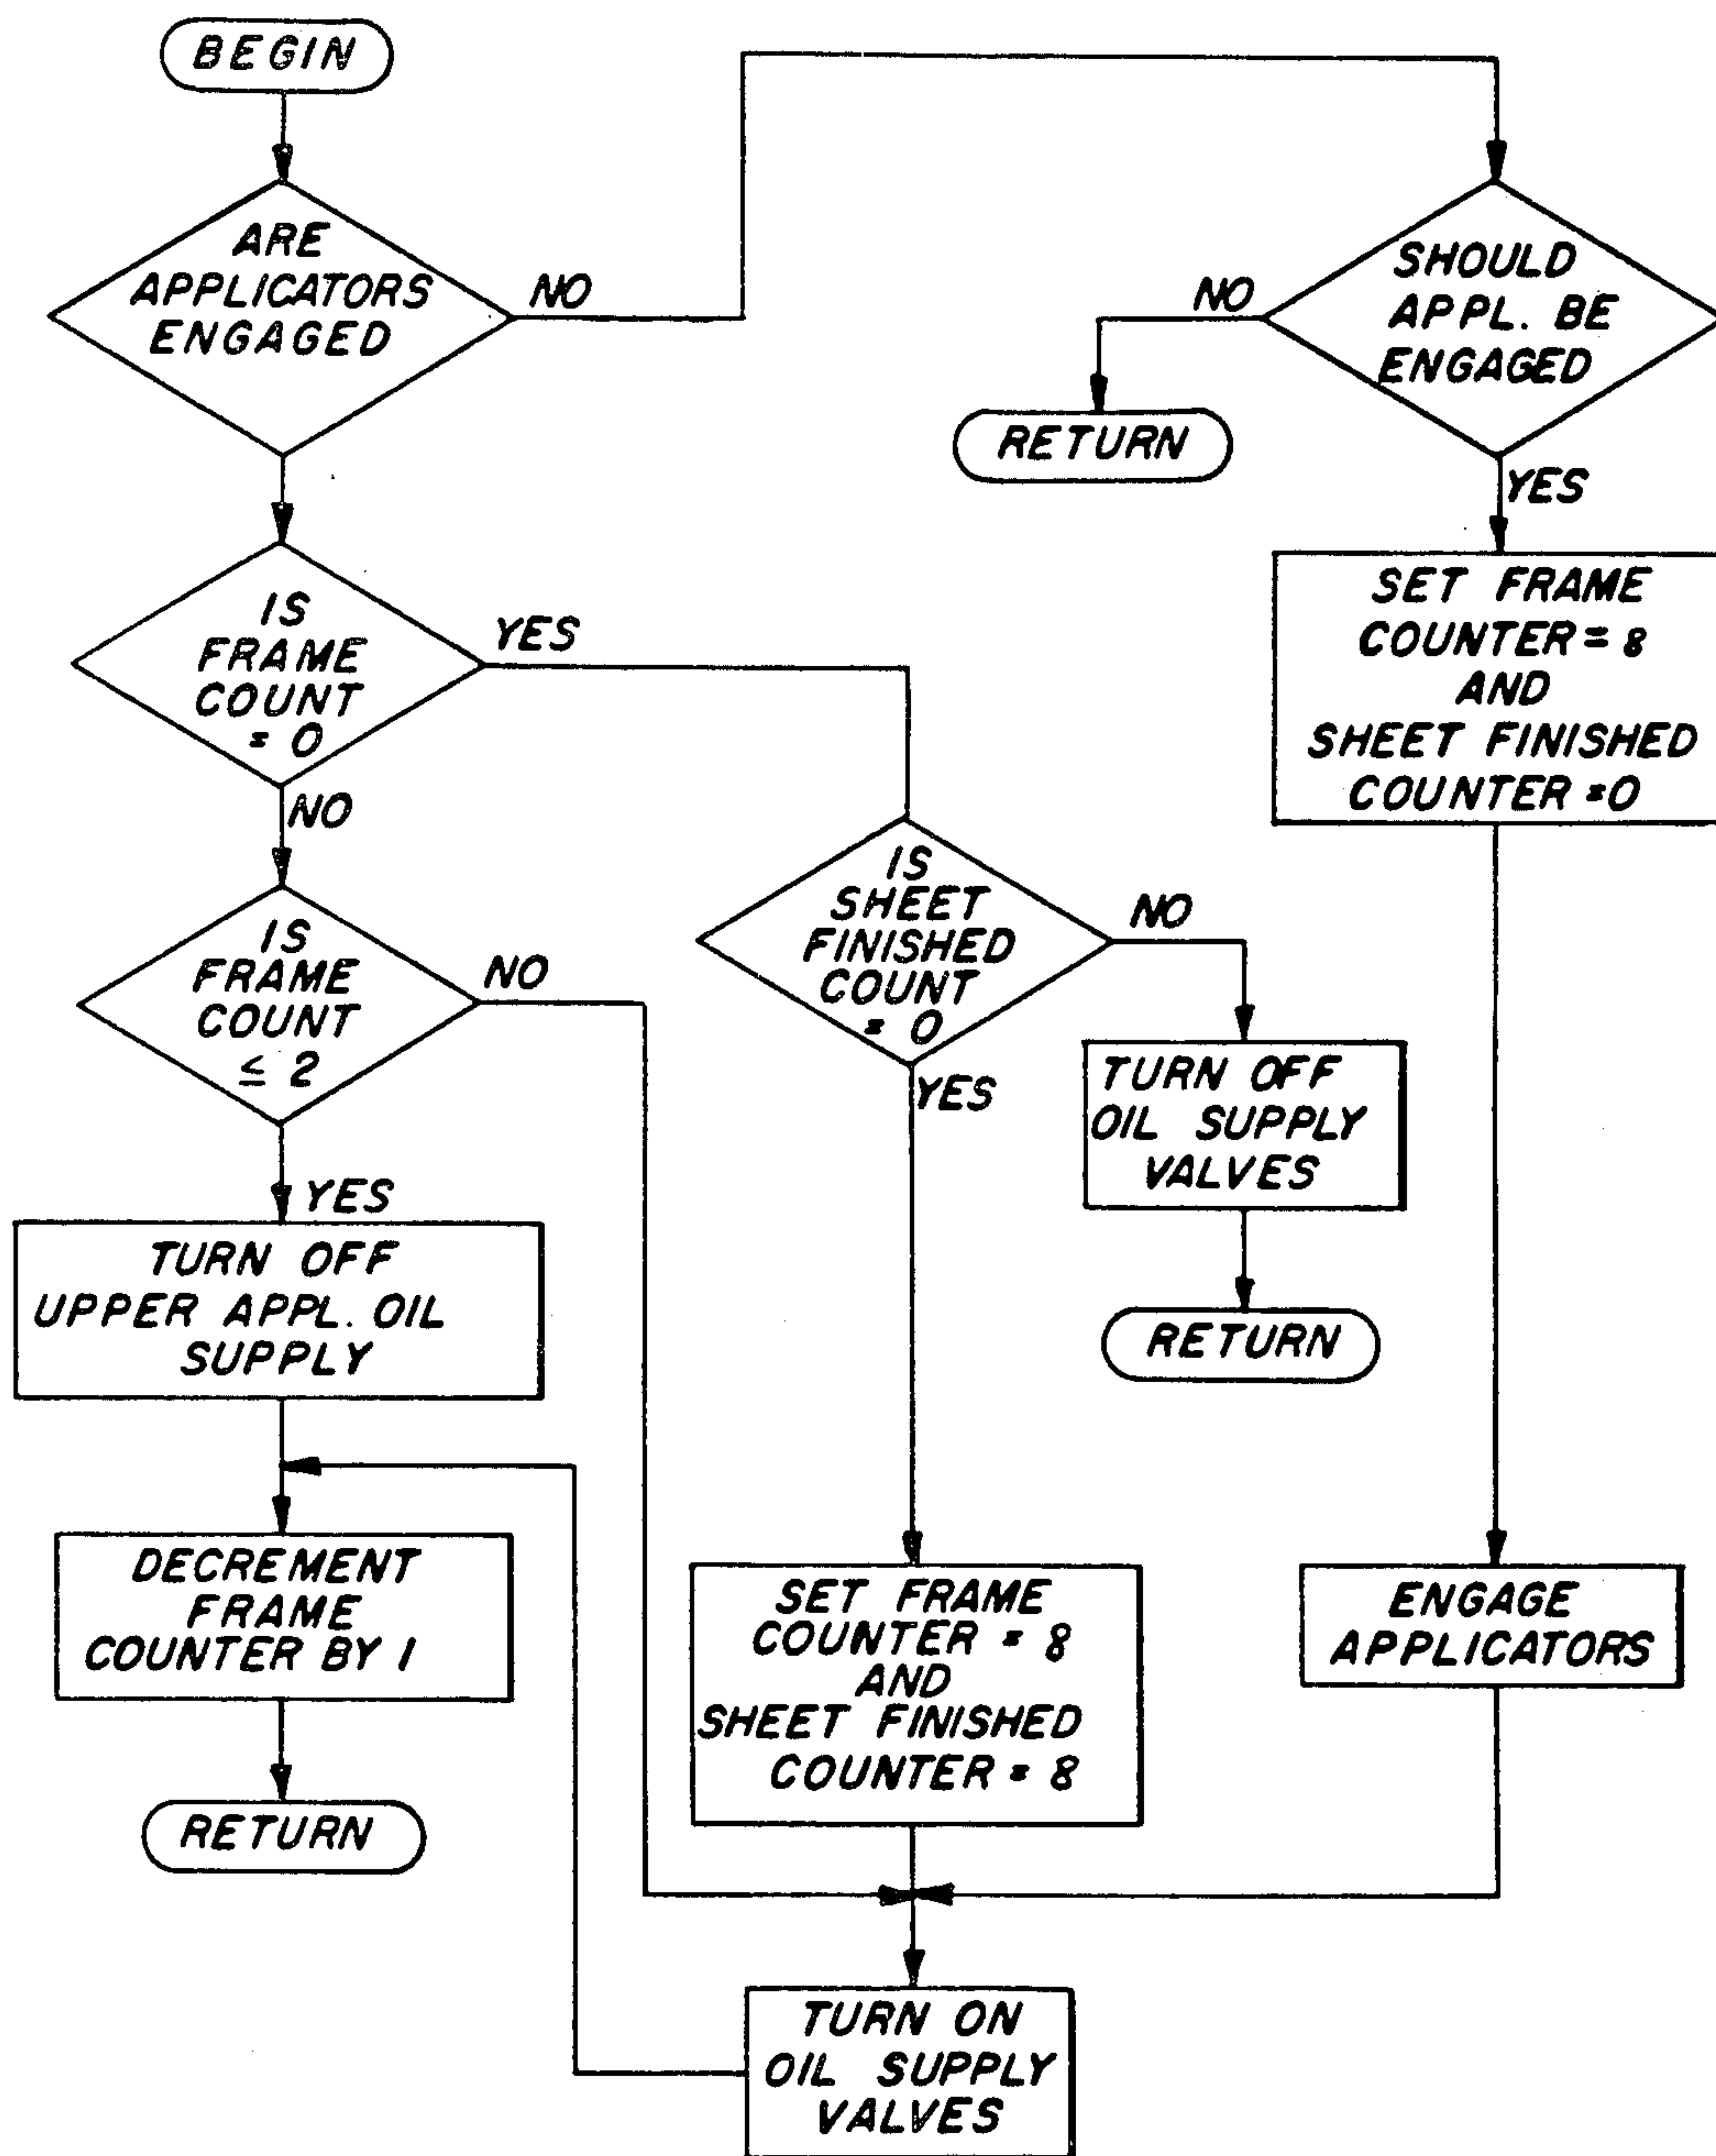 BEGIN
ARE
APPLICATORS
ENGAGED
NO
SHOULD
APPL. BE
ENGAGED
NO
RETURN
YES
SET FRAME
COUNTER = 8
AND
SHEET FINISHED
COUNTER = 0
IS
FRAME
COUNT
= 0
YES
NO
IS
FRAME
COUNT
≤ 2
NO
IS
SHEET
FINISHED
COUNT
= 0
NO
YES
TURN OFF
OIL SUPPLY
VALVES
RETURN
YES
TURN OFF
UPPER APPL. OIL
SUPPLY
DECREMENT
FRAME
COUNTER BY 1
RETURN
SET FRAME
COUNTER = 8
AND
SHEET FINISHED
COUNTER = 8
ENGAGE
APPLICATORS
TURN ON
OIL SUPPLY
VALVES